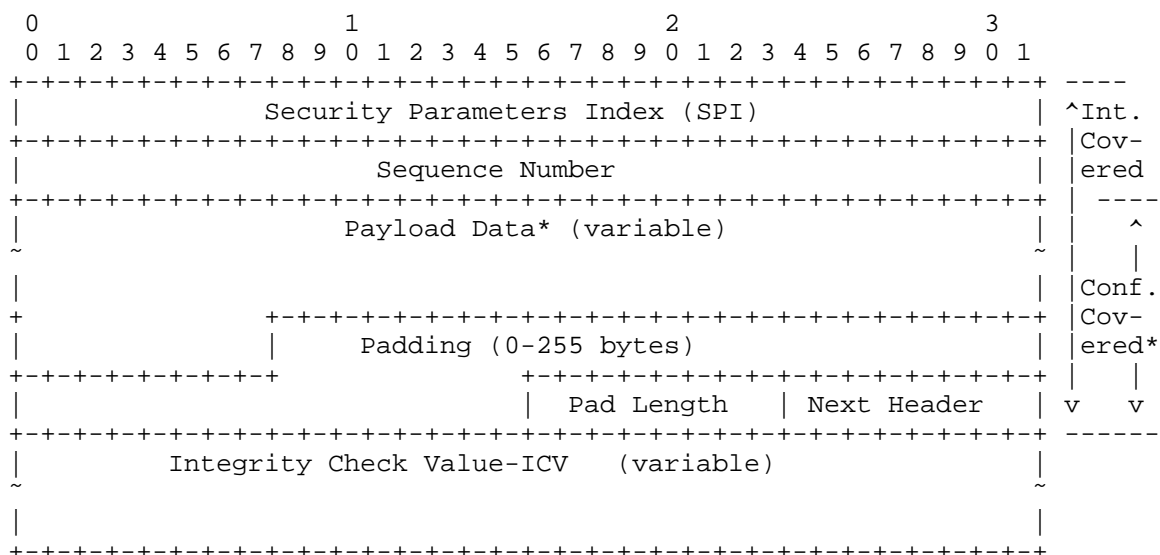 0                   1                   2                   3
 0 1 2 3 4 5 6 7 8 9 0 1 2 3 4 5 6 7 8 9 0 1 2 3 4 5 6 7 8 9 0 1
+-+-+-+-+-+-+-+-+-+-+-+-+-+-+-+-+-+-+-+-+-+-+-+-+-+-+-+-+-+-+-+-+ ----
|               Security Parameters Index (SPI)                 | ^Int.
+-+-+-+-+-+-+-+-+-+-+-+-+-+-+-+-+-+-+-+-+-+-+-+-+-+-+-+-+-+-+-+-+ |Cov-
|                      Sequence Number                          | |ered
+-+-+-+-+-+-+-+-+-+-+-+-+-+-+-+-+-+-+-+-+-+-+-+-+-+-+-+-+-+-+-+-+ | ----
|                    Payload Data* (variable)                   | |   ^
~                                                               ~ |   |
|                                                               | |Conf.
+               +-+-+-+-+-+-+-+-+-+-+-+-+-+-+-+-+-+-+-+-+-+-+-+-+ |Cov-
|               |     Padding (0-255 bytes)                     | |ered*
+-+-+-+-+-+-+-+-+               +-+-+-+-+-+-+-+-+-+-+-+-+-+-+-+-+ |   |
|                               |  Pad Length   | Next Header   | v   v
+-+-+-+-+-+-+-+-+-+-+-+-+-+-+-+-+-+-+-+-+-+-+-+-+-+-+-+-+-+-+-+-+ ------
|         Integrity Check Value-ICV   (variable)                |
~                                                               ~
|                                                               |
+-+-+-+-+-+-+-+-+-+-+-+-+-+-+-+-+-+-+-+-+-+-+-+-+-+-+-+-+-+-+-+-+